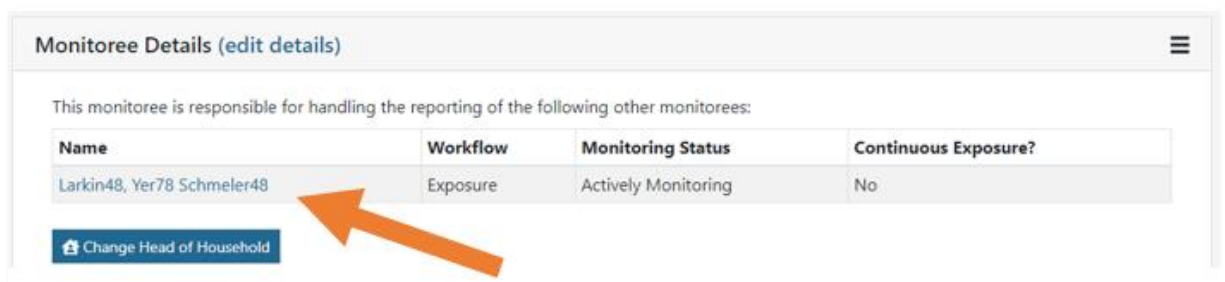 Monitoree Details (edit details)
This monitoree is responsible for handling the reporting of the following other monitorees:
Name Workflow Monitoring Status Continuous Exposure?
Larkin48, Yer78 Schmeler48 Exposure Actively Monitoring No
Change Head of Household